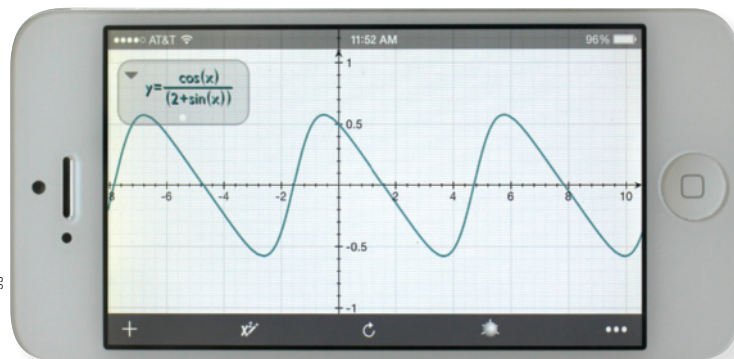 AT&T 11:52 AM 96%
y=cos(x)/(2+sin(x))
1
0.5
-8 -6 -4 -2 2 4 6 8 10
-0.5
-1
+ ...